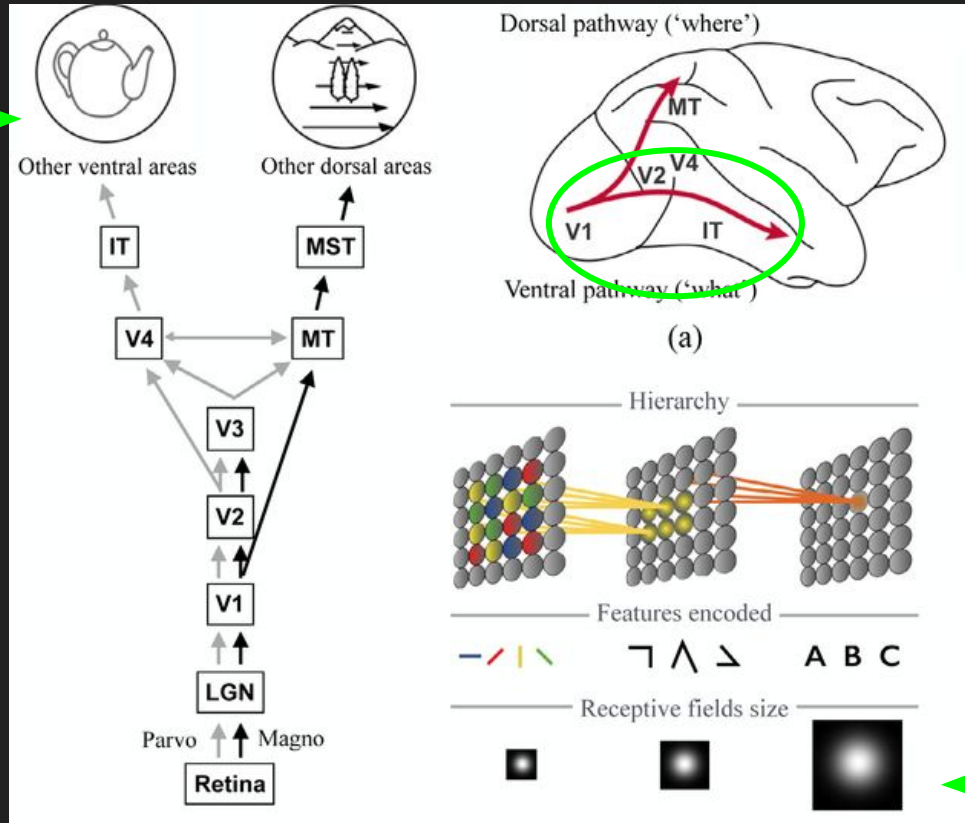 Other ventral areas
Other dorsal areas
IT
MST
V4
MT
V3
V2
V1
LGN
Parvo
Magno
Retina
Dorsal pathway (‘where’)
MT
V4
V2
V1
IT
Ventral pathway (‘what’)
(a)
Hierarchy
Features encoded
A B C
Receptive fields size